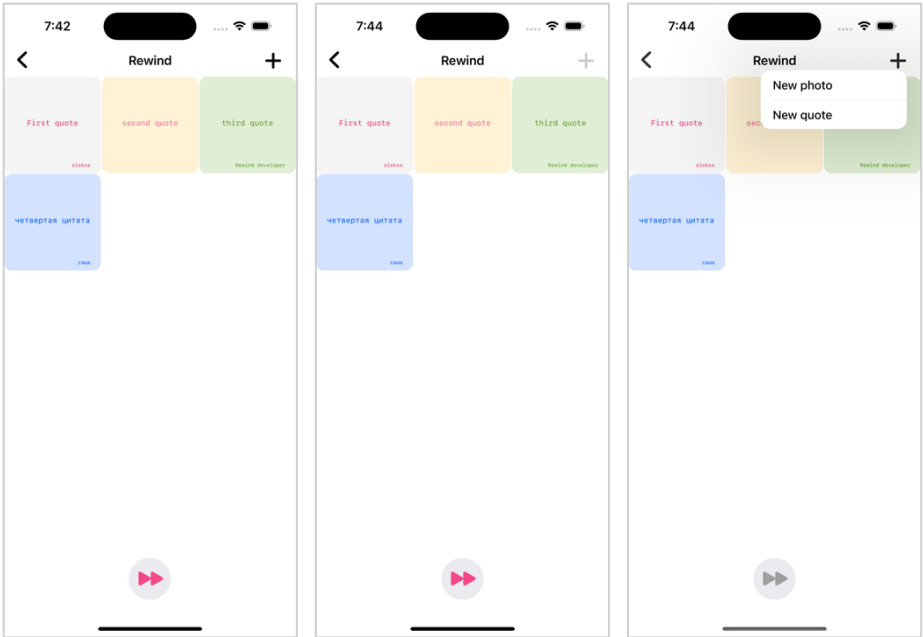 7:42
Rewind
First quote
second quote
third quote
aleksa
Rewind developer
четвертая цитата
саша
7:44
Rewind
First quote
second quote
third quote
aleksa
Rewind developer
четвертая цитата
саша
7:44
Rewind
New photo
New quote
First quote
sec
aleksa
Rewind developer
четвертая цитата
саша